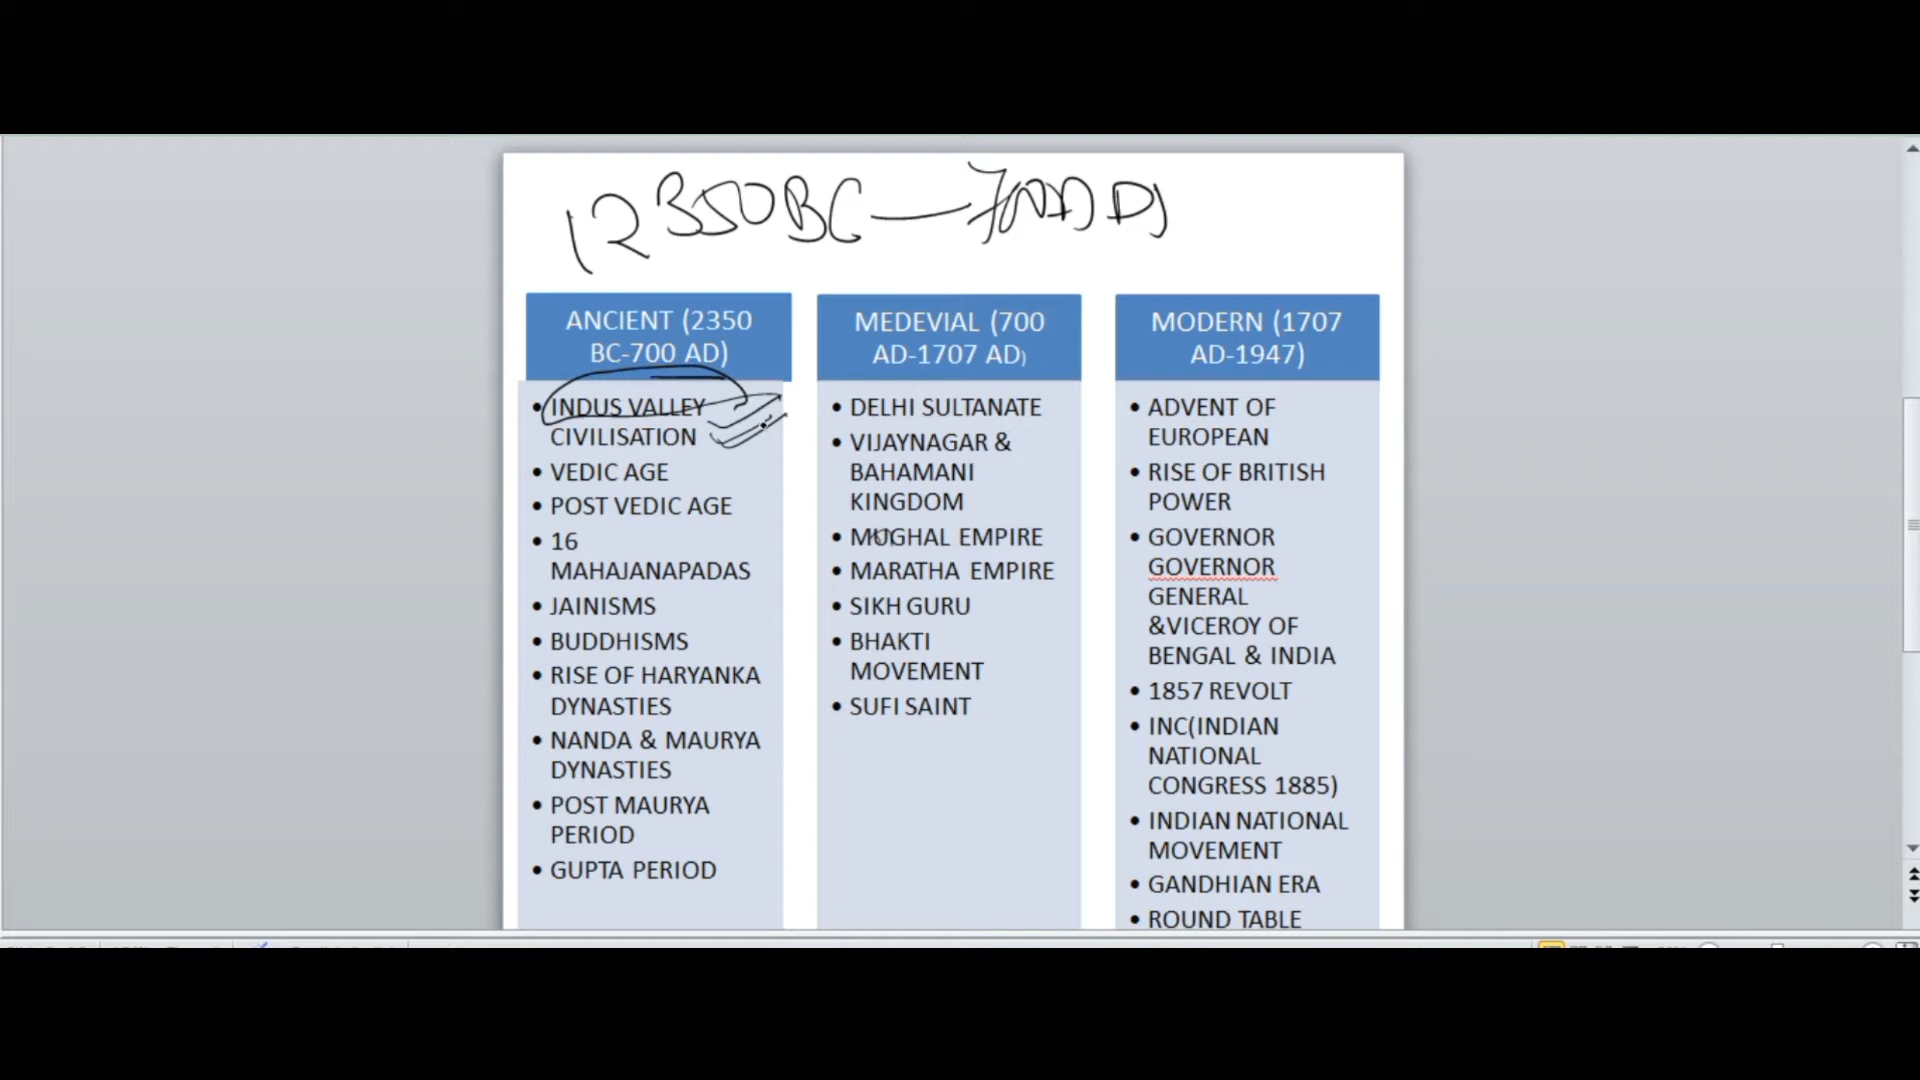 12350BC—700AD
ANCIENT (2350
BC-700 AD)
• INDUS VALLEY
CIVILISATION
• VEDIC AGE
• POST VEDIC AGE
• 16
MAHAJANAPADAS
• JAINISMS
• BUDDHISMS
• RISE OF HARYANKA
DYNASTIES
• NANDA & MAURYA
DYNASTIES
• POST MAURYA
PERIOD
• GUPTA PERIOD
MEDEVIAL (700
AD-1707 AD)
• DELHI SULTANATE
• VIJAYNAGAR &
BAHAMANI
KINGDOM
• MUGHAL EMPIRE
• MARATHA EMPIRE
• SIKH GURU
• BHAKTI
MOVEMENT
• SUFI SAINT
MODERN (1707
AD-1947)
• ADVENT OF
EUROPEAN
• RISE OF BRITISH
POWER
• GOVERNOR
GOVERNOR
GENERAL
&VICEROY OF
BENGAL & INDIA
• 1857 REVOLT
• INC(INDIAN
NATIONAL
CONGRESS 1885)
• INDIAN NATIONAL
MOVEMENT
• GANDHIAN ERA
• ROUND TABLE